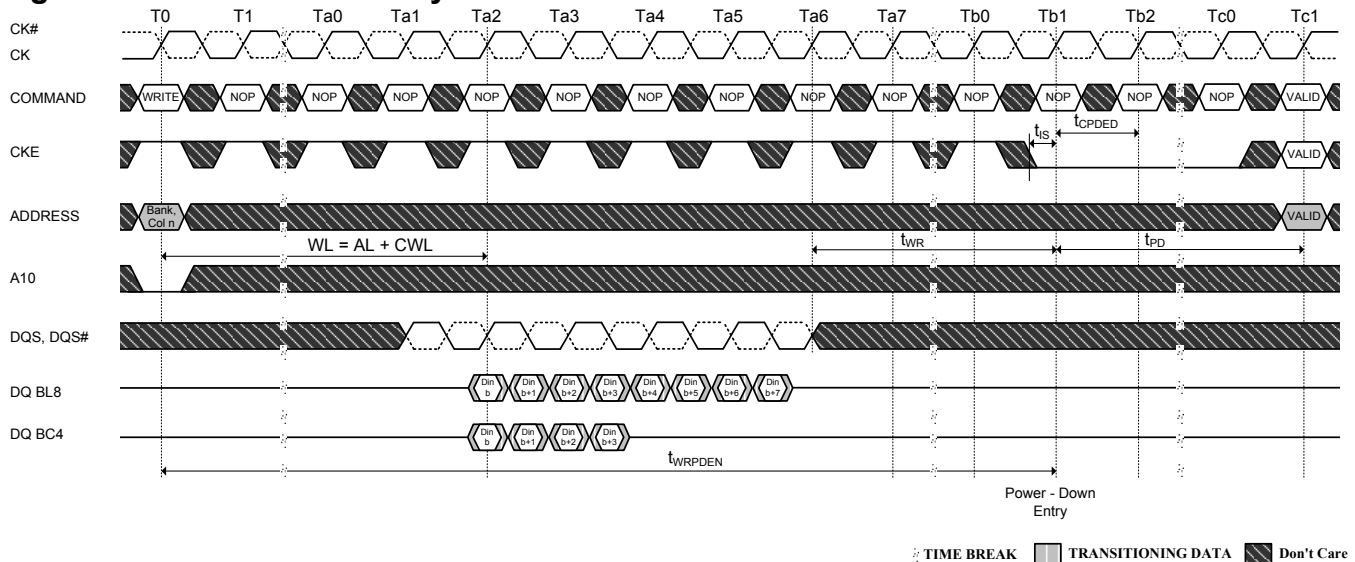 T0 T1 Ta0 Ta1 Ta2 Ta3 Ta4 Ta5 Ta6 Ta7 Tb0 Tb1 Tb2 Tc0 Tc1
CK#
CK
COMMAND WRITE NOP NOP NOP NOP NOP NOP NOP NOP NOP NOP NOP NOP NOP VALID
tIS tCPDED
CKE VALID
ADDRESS Bank, Col n VALID
WL = AL + CWL tWR tPD
A10
DQS, DQS#
DQ BL8 Din b Din b+1 Din b+2 Din b+3 Din b+4 Din b+5 Din b+6 Din b+7
DQ BC4 Din b Din b+1 Din b+2 Din b+3
tWRPDEN
Power - Down
Entry
TIME BREAK TRANSITIONING DATA Don't Care